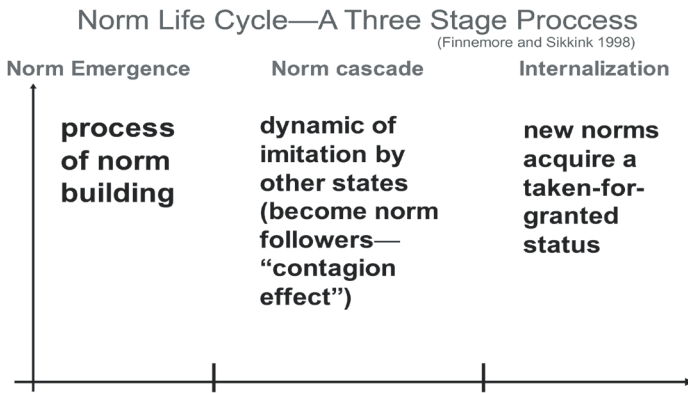 Norm Life Cycle—A Three Stage Proccess
(Finnemore and Sikkink 1998)
Norm Emergence
Norm cascade
Internalization
process
of norm
building
dynamic of
imitation by
other states
(become norm
followers—
“contagion
effect”)
new norms
acquire a
taken-for-
granted
status